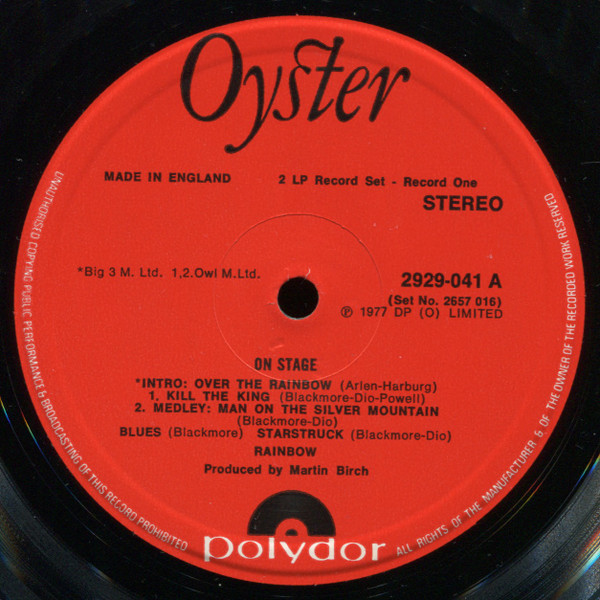 Oyster
MADE IN ENGLAND 2 LP Record Set - Record One
STEREO
*Big 3 M. Ltd. 1,2.Owl M.Ltd.
2929-041 A
(Set No. 2657 016)
℗ 1977 DP (O) LIMITED
ON STAGE
*INTRO: OVER THE RAINBOW (Arlen-Harburg)
1. KILL THE KING (Blackmore-Dio-Powell)
2. MEDLEY: MAN ON THE SILVER MOUNTAIN
(Blackmore-Dio)
BLUES (Blackmore) STARSTRUCK (Blackmore-Dio)
RAINBOW
Produced by Martin Birch
polydor
UNAUTHORISED COPYING PUBLIC PERFORMANCE & BROADCASTING OF THIS RECORD PROHIBITED
ALL RIGHTS OF THE MANUFACTURER & OF THE OWNER OF THE RECORDED WORK RESERVED